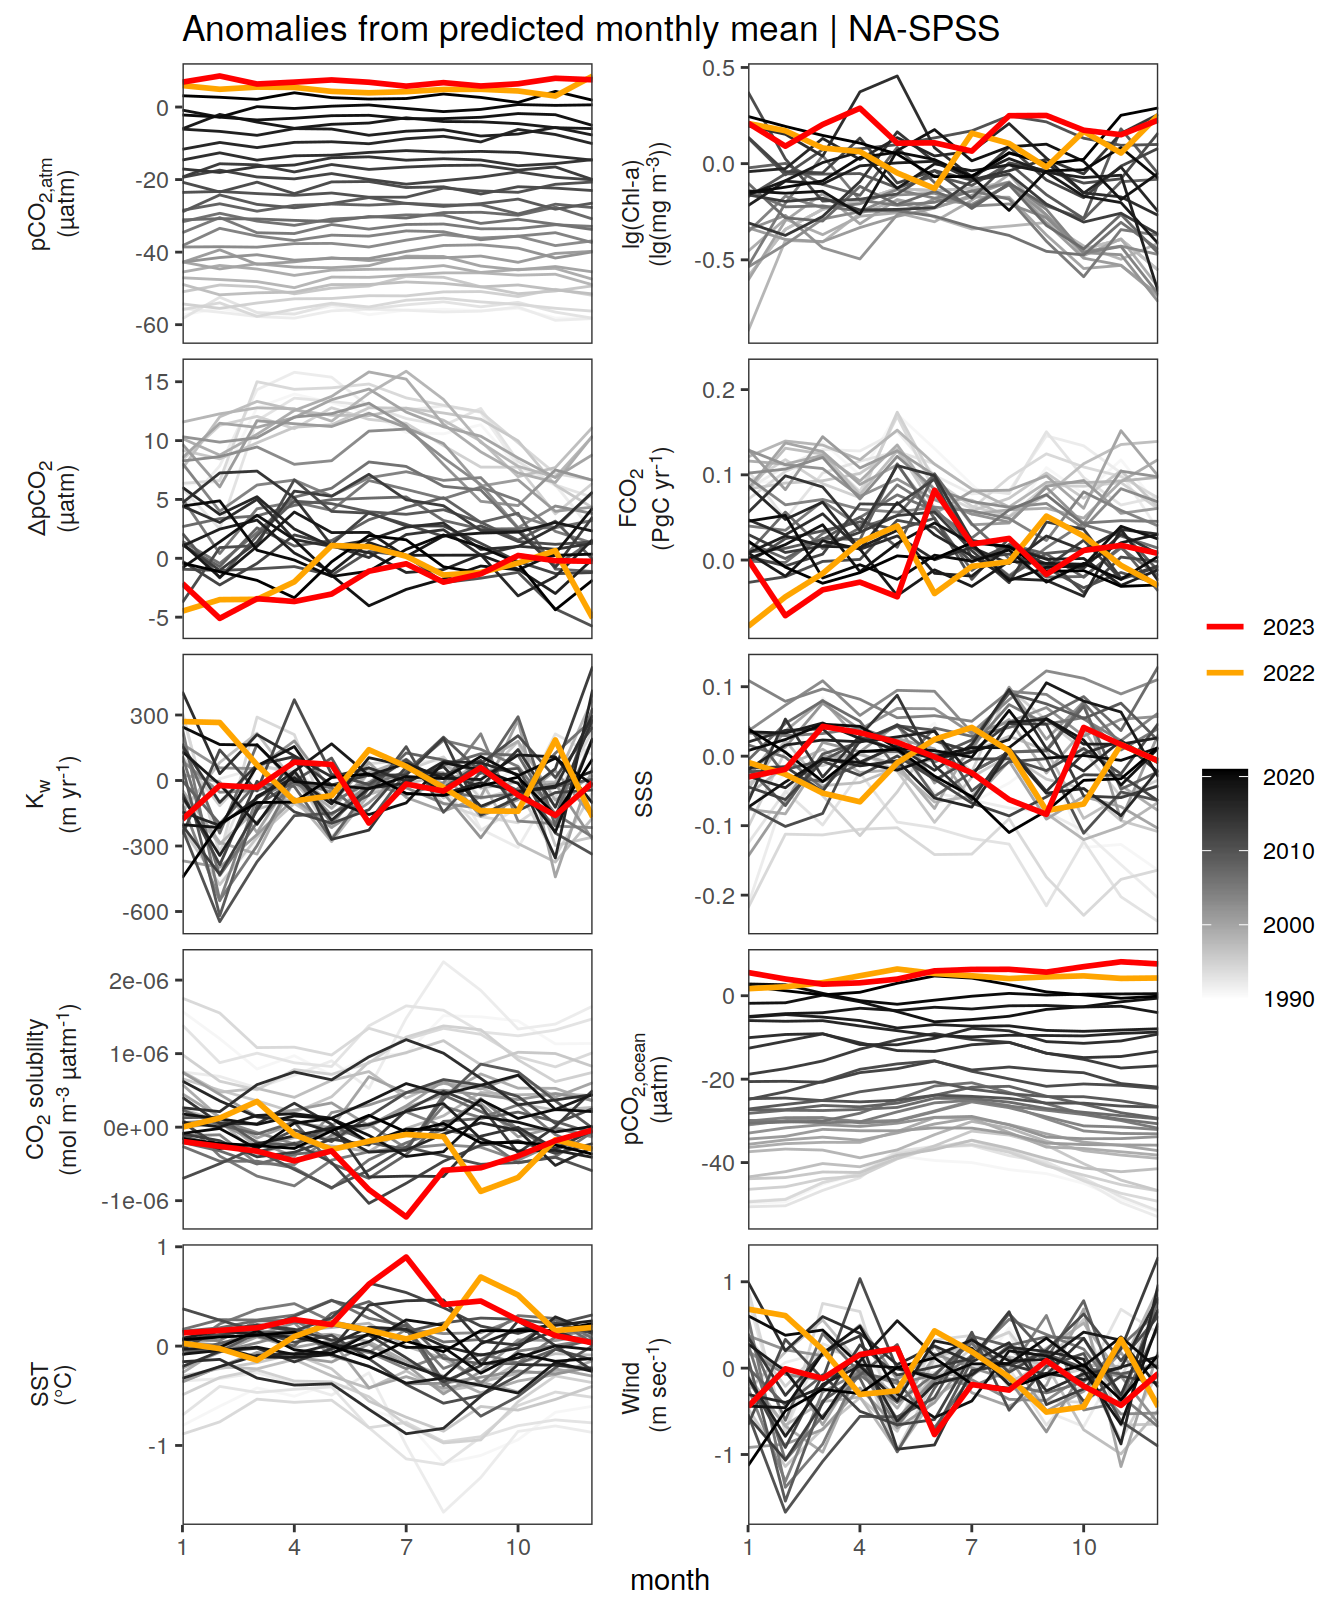 Anomalies from predicted monthly mean | NA-SPSS
pCO2,atm
(µatm)
0
-20
-40
-60
lg(Chl-a)
(lg(mg m-3))
0.5
0.0
-0.5
ΔpCO2
(µatm)
15
10
5
0
-5
FCO2
(PgC yr-1)
0.2
0.1
0.0
Kw
(m yr-1)
300
0
-300
-600
SSS
0.1
0.0
-0.1
-0.2
CO2 solubility
(mol m-3 µatm-1)
2e-06
1e-06
0e+00
-1e-06
pCO2,ocean
(µatm)
0
-20
-40
SST
(°C)
1
0
-1
1 4 7 10
Wind
(m sec-1)
1
0
-1
1 4 7 10
month
2023
2022
2020
2010
2000
1990